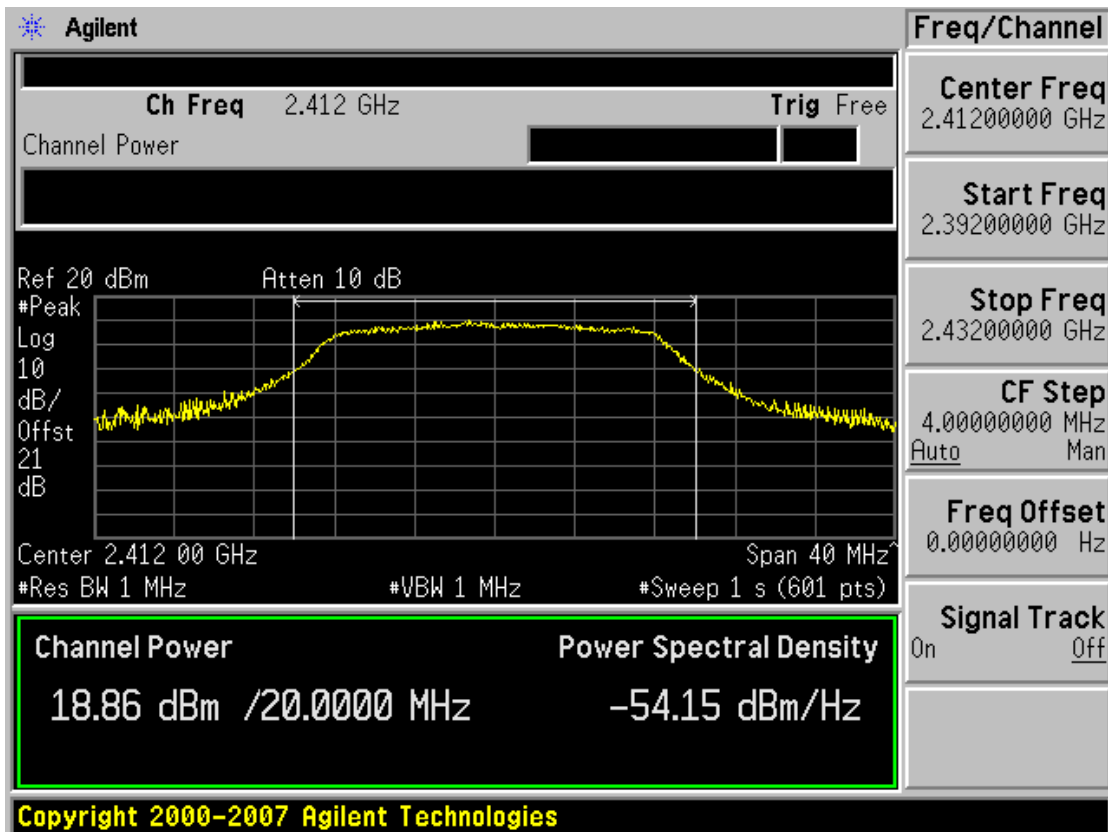 Agilent
Freq/Channel
Ch Freq 2.412 GHz Trig Free
Channel Power
Ref 20 dBm Atten 10 dB
#Peak
Log
10
dB/
Offst
21
dB
Center 2.412 00 GHz Span 40 MHz^
#Res BW 1 MHz #VBW 1 MHz #Sweep 1 s (601 pts)
Channel Power Power Spectral Density
18.86 dBm /20.0000 MHz -54.15 dBm/Hz
Copyright 2000-2007 Agilent Technologies
Center Freq
2.41200000 GHz
Start Freq
2.39200000 GHz
Stop Freq
2.43200000 GHz
CF Step
4.00000000 MHz
Auto Man
Freq Offset
0.00000000 Hz
Signal Track
On Off